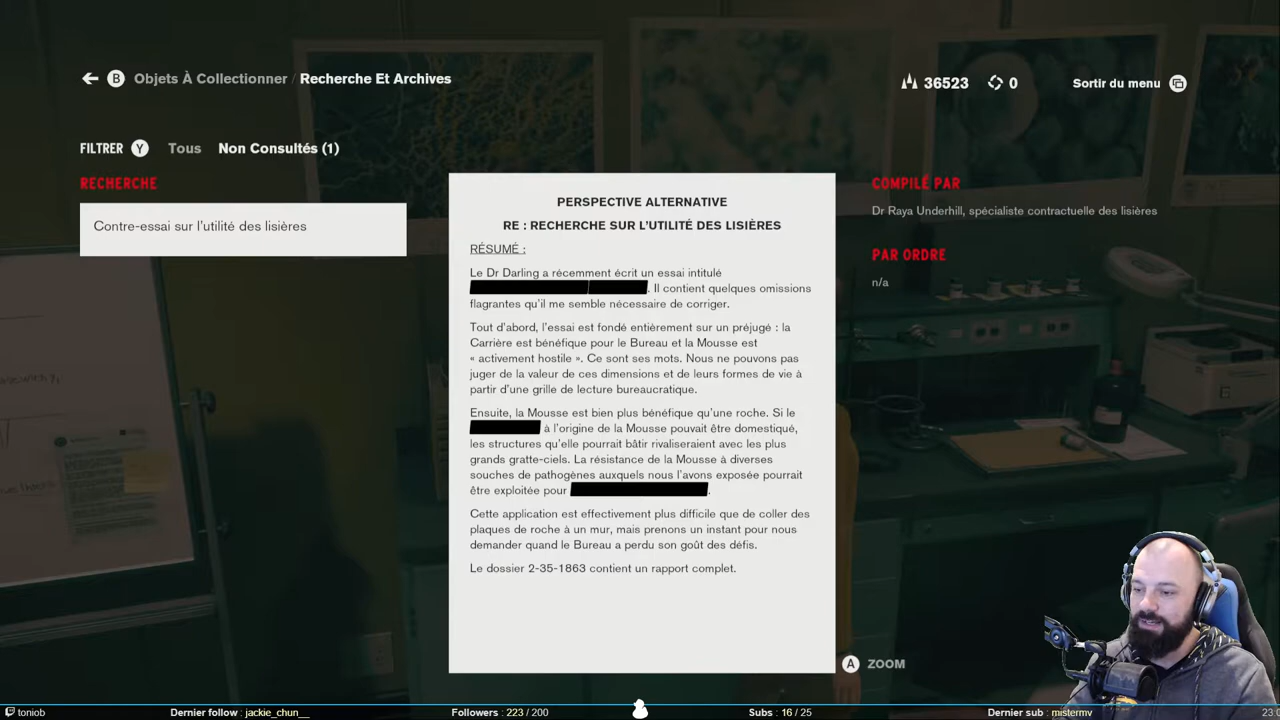 B Objets À Collectionner / Recherche Et Archives
36523 0 Sortir du menu
FILTRER Y Tous Non Consultés (1)
RECHERCHE
Contre-essai sur l'utilité des lisières
PERSPECTIVE ALTERNATIVE
RE : RECHERCHE SUR L'UTILITÉ DES LISIÈRES
RÉSUMÉ :
Le Dr Darling a récemment écrit un essai intitulé
. Il contient quelques omissions
flagrantes qu'il me semble nécessaire de corriger.
Tout d'abord, l'essai est fondé entièrement sur un préjugé : la
Carrière est bénéfique pour le Bureau et la Mousse est
« activement hostile ». Ce sont ses mots. Nous ne pouvons pas
juger de la valeur de ces dimensions et de leurs formes de vie à
partir d'une grille de lecture bureaucratique.
Ensuite, la Mousse est bien plus bénéfique qu'une roche. Si le
à l'origine de la Mousse pouvait être domestiqué,
les structures qu'elle pourrait bâtir rivaliseraient avec les plus
grands gratte-ciels. La résistance de la Mousse à diverses
souches de pathogènes auxquels nous l'avons exposée pourrait
être exploitée pour .
Cette application est effectivement plus difficile que de coller des
plaques de roche à un mur, mais prenons un instant pour nous
demander quand le Bureau a perdu son goût des défis.
Le dossier 2-35-1863 contient un rapport complet.
COMPILÉ PAR
Dr Raya Underhill, spécialiste contractuelle des lisières
PAR ORDRE
n/a
A ZOOM
toniob
Dernier follow : jackie_chun__
Followers : 223 / 200
Subs : 16 / 25
Dernier sub : mistermv